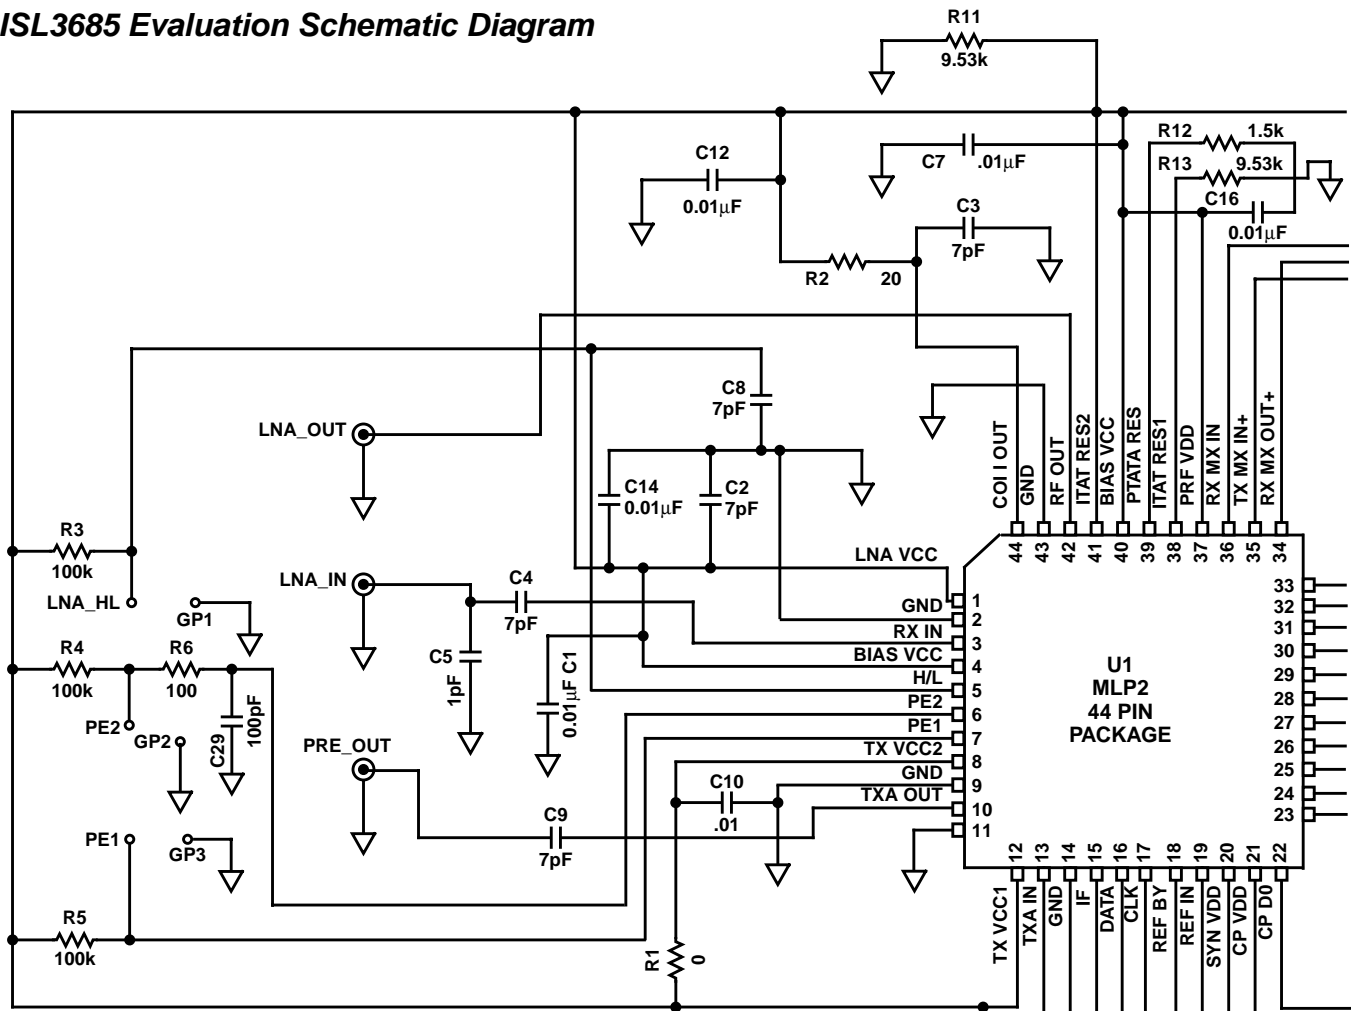 ISL3685 Evaluation Schematic Diagram
R11
9.53k
R12 1.5k
R13 9.53k
C16
0.01µF
C12
0.01µF
C7 .01µF
C3
7pF
R2 20
C8
7pF
LNA_OUT
C14
0.01µF
C2
7pF
COI I OUT
GND
RF OUT
ITAT RES2
BIAS VCC
PTATA RES
ITAT RES1
PRF VDD
RX MX IN
TX MX IN+
RX MX OUT+
44
43
42
41
40
39
38
37
36
35
34
R3
100k
LNA_HL
GP1
LNA_IN
C4
7pF
C5
1pF
0.01µF C1
R4
100k
R6
100
PE2
GP2
C29
100pF
PRE_OUT
C9
7pF
C10
.01
PE1
GP3
R5
100k
R1
0
LNA VCC
1
GND
2
RX IN
3
BIAS VCC
4
H/L
5
PE2
6
PE1
7
TX VCC2
8
GND
9
TXA OUT
10
11
U1
MLP2
44 PIN
PACKAGE
33
32
31
30
29
28
27
26
25
24
23
12
13
14
15
16
17
18
19
20
21
22
TX VCC1
TXA IN
GND
IF
DATA
CLK
REF BY
REF IN
SYN VDD
CP VDD
CP D0